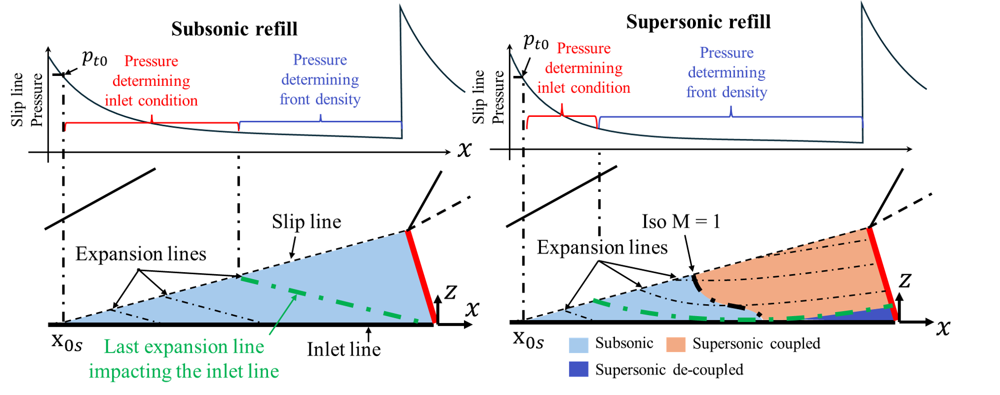 Subsonic refill
p_t0
Pressure
determining
inlet condition
Pressure
determining
front density
Slip line
Pressure
x
Slip line
Expansion lines
z
x
x_0s
Last expansion line
impacting the inlet line
Inlet line
Supersonic refill
p_t0
Pressure
determining
inlet condition
Pressure
determining
front density
Slip line
Pressure
Iso M = 1
Expansion lines
z
x
x_0s
Subsonic
Supersonic coupled
Supersonic de-coupled